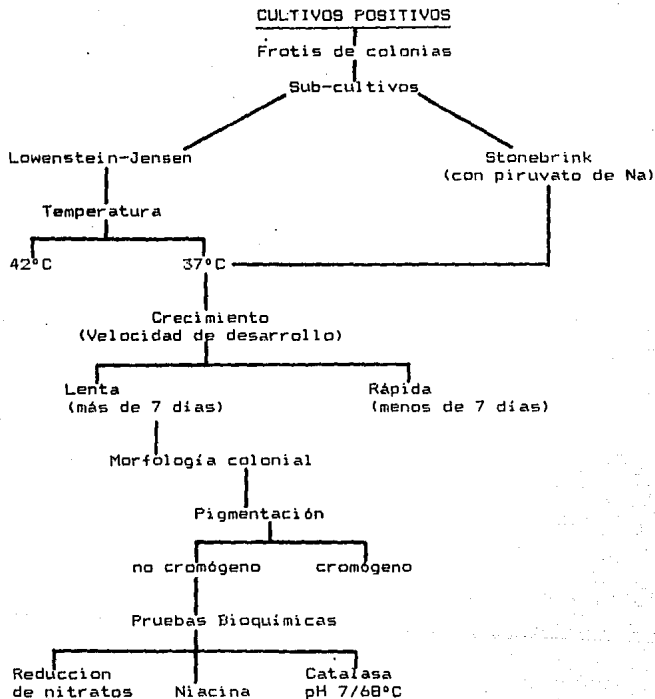 CULTIVOS POSITIVOS
Frotis de colonias
Sub-cultivos
Lowenstein-Jensen
Stonebrink
(con piruvato de Na)
Temperatura
42°C
37°C
Crecimiento
(Velocidad de desarrollo)
Lenta
(más de 7 días)
Rápida
(menos de 7 días)
Morfología colonial
Pigmentación
no cromógeno
cromógeno
Pruebas Bioquímicas
Reduccion
de nitratos
Niacina
Catalasa
pH 7/68°C